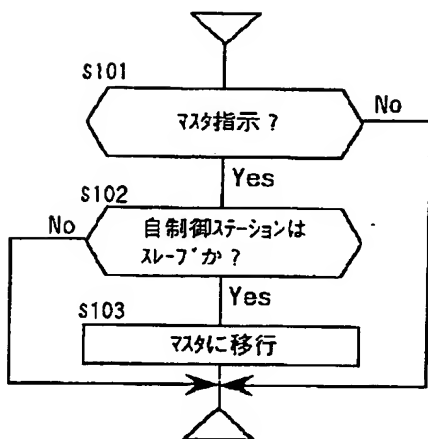 S101
マスタ指示？
No
Yes
S102
No
自制御ステーションは
スレーブか？
Yes
S103
マスタに移行